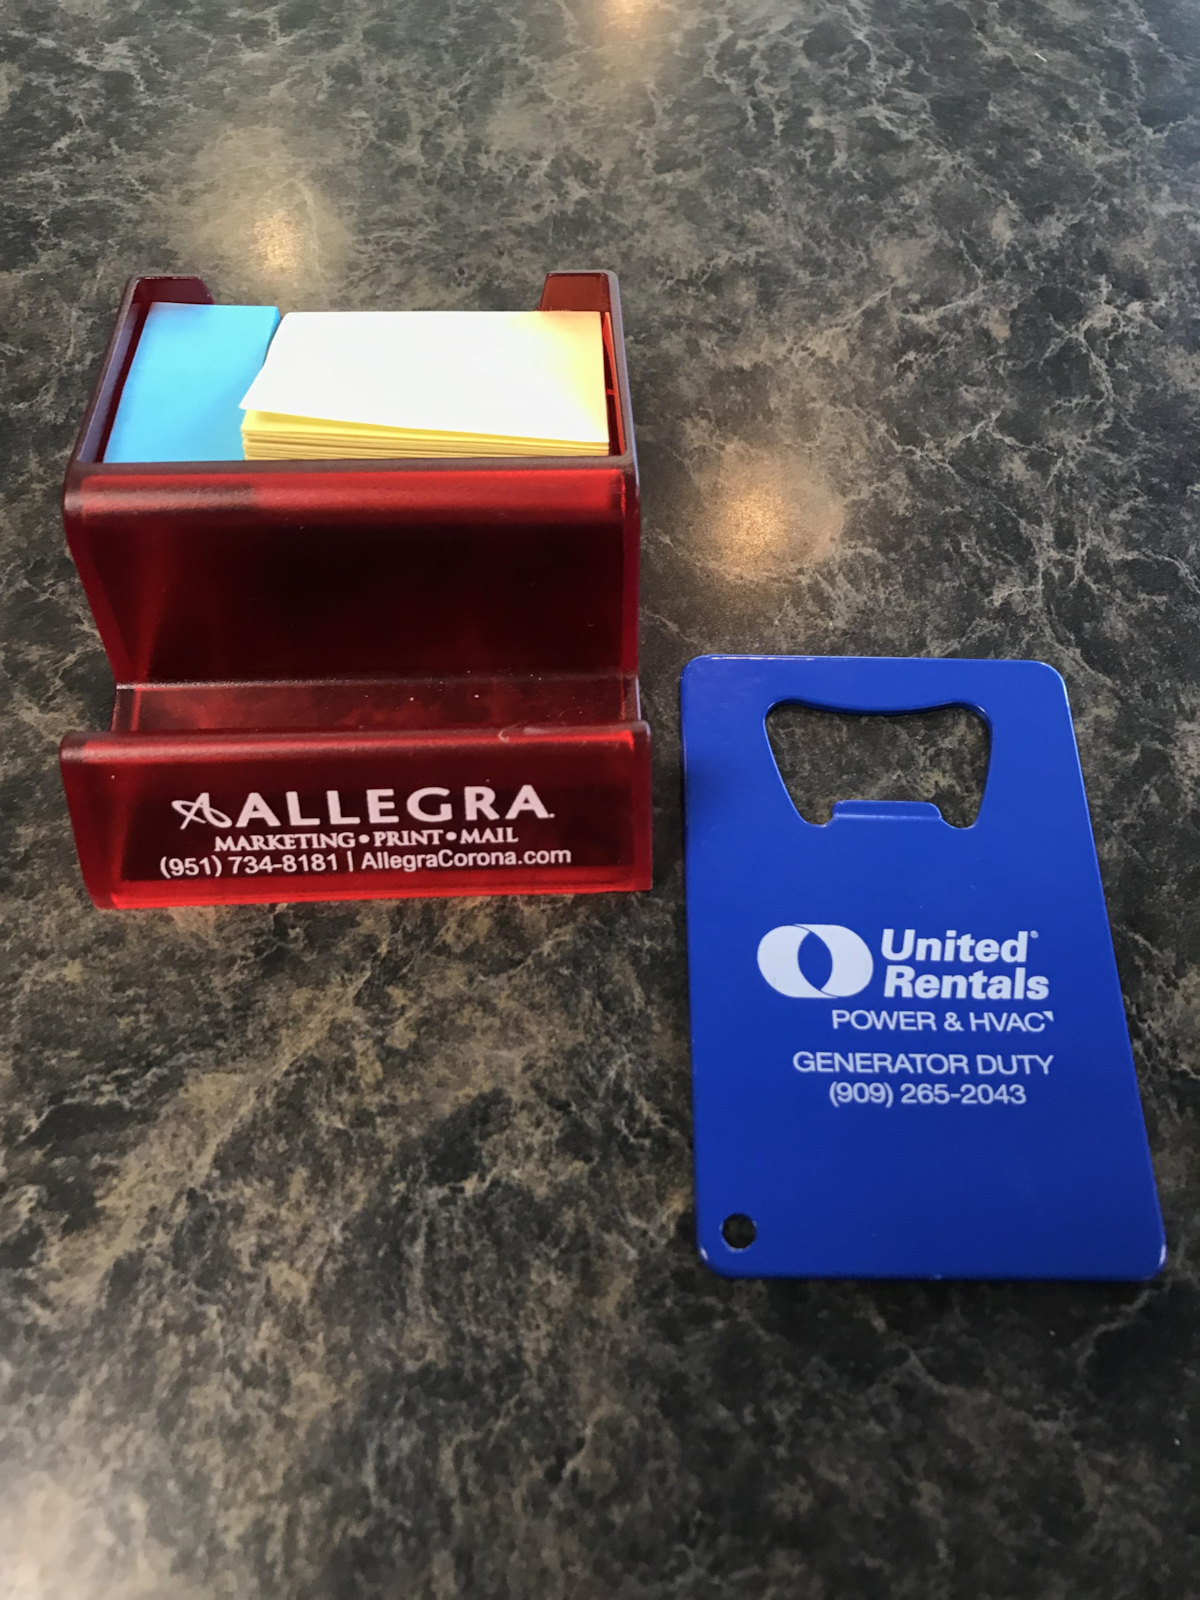 ALLEGRA
MARKETING • PRINT • MAIL
(951) 734-8181 | AllegraCorona.com
United®
Rentals
POWER & HVAC
GENERATOR DUTY
(909) 265-2043